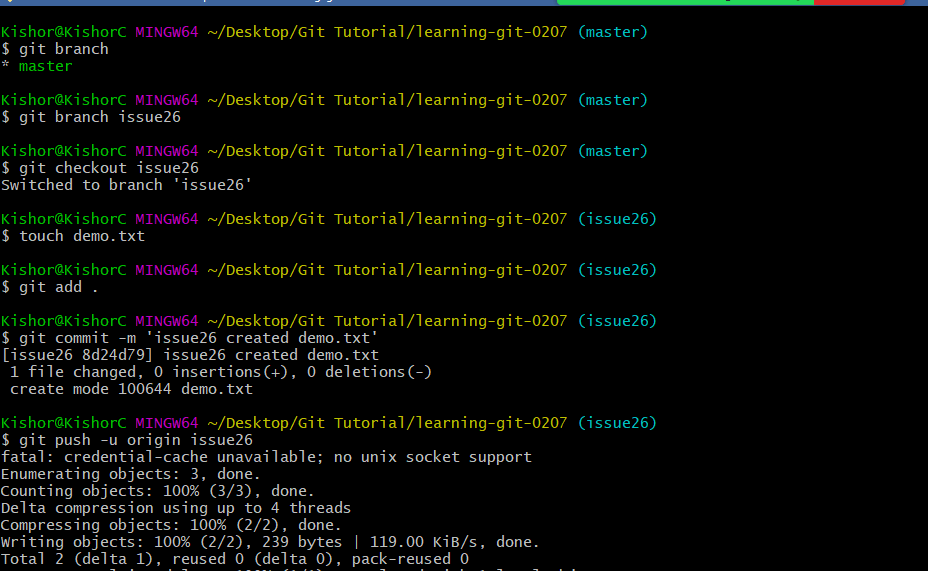 Kishor@KishorC MINGW64 ~/Desktop/Git Tutorial/learning-git-0207 (master)
$ git branch
* master
Kishor@KishorC MINGW64 ~/Desktop/Git Tutorial/learning-git-0207 (master)
$ git branch issue26
Kishor@KishorC MINGW64 ~/Desktop/Git Tutorial/learning-git-0207 (master)
$ git checkout issue26
Switched to branch 'issue26'
Kishor@KishorC MINGW64 ~/Desktop/Git Tutorial/learning-git-0207 (issue26)
$ touch demo.txt
Kishor@KishorC MINGW64 ~/Desktop/Git Tutorial/learning-git-0207 (issue26)
$ git add .
Kishor@KishorC MINGW64 ~/Desktop/Git Tutorial/learning-git-0207 (issue26)
$ git commit -m 'issue26 created demo.txt'
[issue26 8d24d79] issue26 created demo.txt
1 file changed, 0 insertions(+), 0 deletions(-)
create mode 100644 demo.txt
Kishor@KishorC MINGW64 ~/Desktop/Git Tutorial/learning-git-0207 (issue26)
$ git push -u origin issue26
fatal: credential-cache unavailable; no unix socket support
Enumerating objects: 3, done.
Counting objects: 100% (3/3), done.
Delta compression using up to 4 threads
Compressing objects: 100% (2/2), done.
Writing objects: 100% (2/2), 239 bytes | 119.00 KiB/s, done.
Total 2 (delta 1), reused 0 (delta 0), pack-reused 0